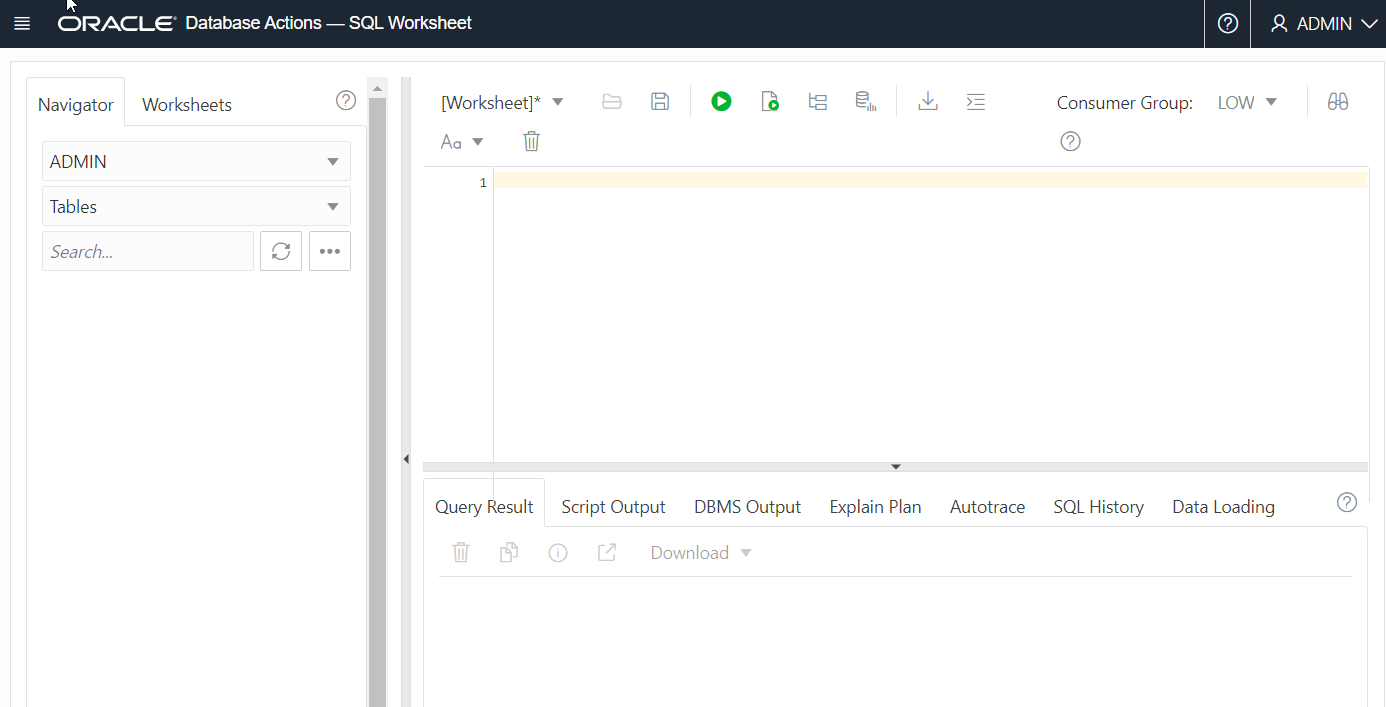 ORACLE Database Actions — SQL Worksheet
ADMIN
Navigator
Worksheets
ADMIN
Tables
Search...
[Worksheet]*
Consumer Group: LOW
Aa
1
Query Result
Script Output
DBMS Output
Explain Plan
Autotrace
SQL History
Data Loading
Download